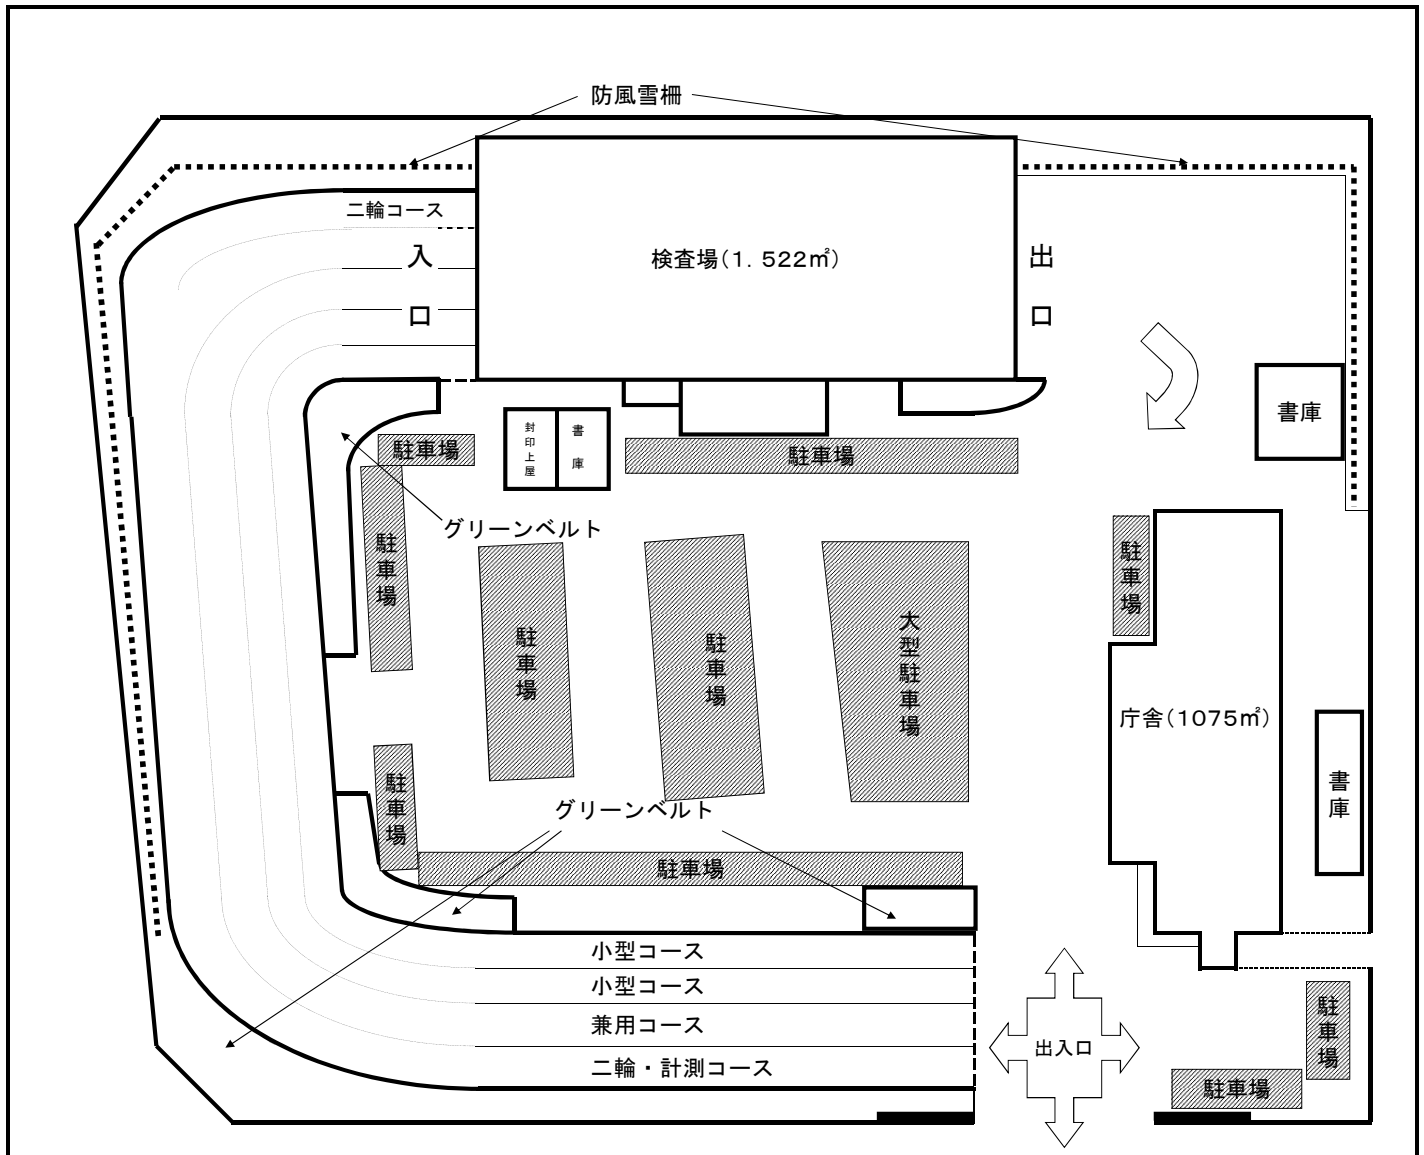 防風雪柵
二輪コース
入口
検査場(1．522㎡)
出口
書庫
封印上屋
書庫
駐車場
駐車場
グリーンベルト
駐車場
駐車場
駐車場
大型駐車場
駐車場
庁舎(1075㎡)
書庫
駐車場
グリーンベルト
駐車場
小型コース
小型コース
兼用コース
二輪・計測コース
出入口
駐車場
駐車場